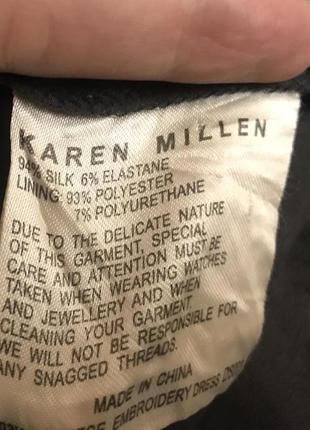 KAREN MILLEN
94% SILK 6% ELASTANE
LINING: 93% POLYESTER
7% POLYURETHANE
DUE TO THE DELICATE NATURE
OF THIS GARMENT, SPECIAL
CARE AND ATTENTION MUST BE
TAKEN WHEN WEARING WATCHES
AND JEWELLERY AND WHEN
CLEANING YOUR GARMENT.
WE WILL NOT BE RESPONSIBLE FOR
ANY SNAGGED THREADS.
MADE IN CHINA
EMBROIDERY DRESS